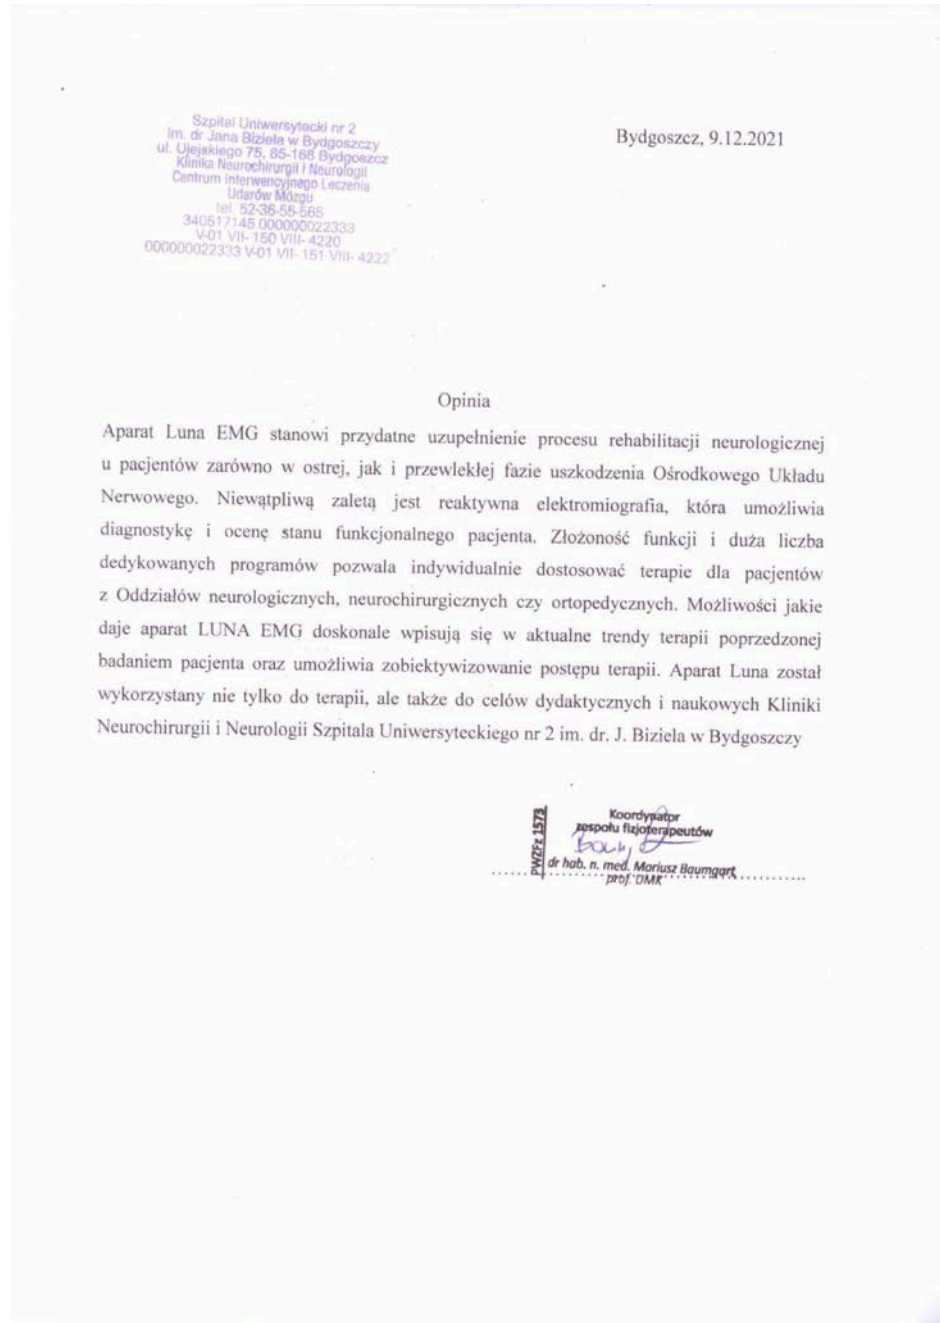 Szpital Uniwersytecki nr 2
im. dr Jana Biziela w Bydgoszczy
ul. Ujejskiego 75, 85-168 Bydgoszcz
Klinika Neurochirurgii i Neurologii
Centrum Interwencyjnego Leczenia
Udarów Mózgu
tel. 52-36-55-565
340517145 000000022333
V-01 VII- 150 VIII- 4220
000000022333 V-01 VII- 151 VIII- 4222
Bydgoszcz, 9.12.2021
Opinia
Aparat Luna EMG stanowi przydatne uzupełnienie procesu rehabilitacji neurologicznej
u pacjentów zarówno w ostrej, jak i przewlekłej fazie uszkodzenia Ośrodkowego Układu
Nerwowego. Niewątpliwą zaletą jest reaktywna elektromiografia, która umożliwia
diagnostykę i ocenę stanu funkcjonalnego pacjenta. Złożoność funkcji i duża liczba
dedykowanych programów pozwala indywidualnie dostosować terapie dla pacjentów
z Oddziałów neurologicznych, neurochirurgicznych czy ortopedycznych. Możliwości jakie
daje aparat LUNA EMG doskonale wpisują się w aktualne trendy terapii poprzedzonej
badaniem pacjenta oraz umożliwia zobiektywizowanie postępu terapii. Aparat Luna został
wykorzystany nie tylko do terapii, ale także do celów dydaktycznych i naukowych Kliniki
Neurochirurgii i Neurologii Szpitala Uniwersyteckiego nr 2 im. dr. J. Biziela w Bydgoszczy
PWZFz 1573
Koordynator
zespołu fizjoterapeutów
dr hab. n. med. Mariusz Baumgart
prof. UMK